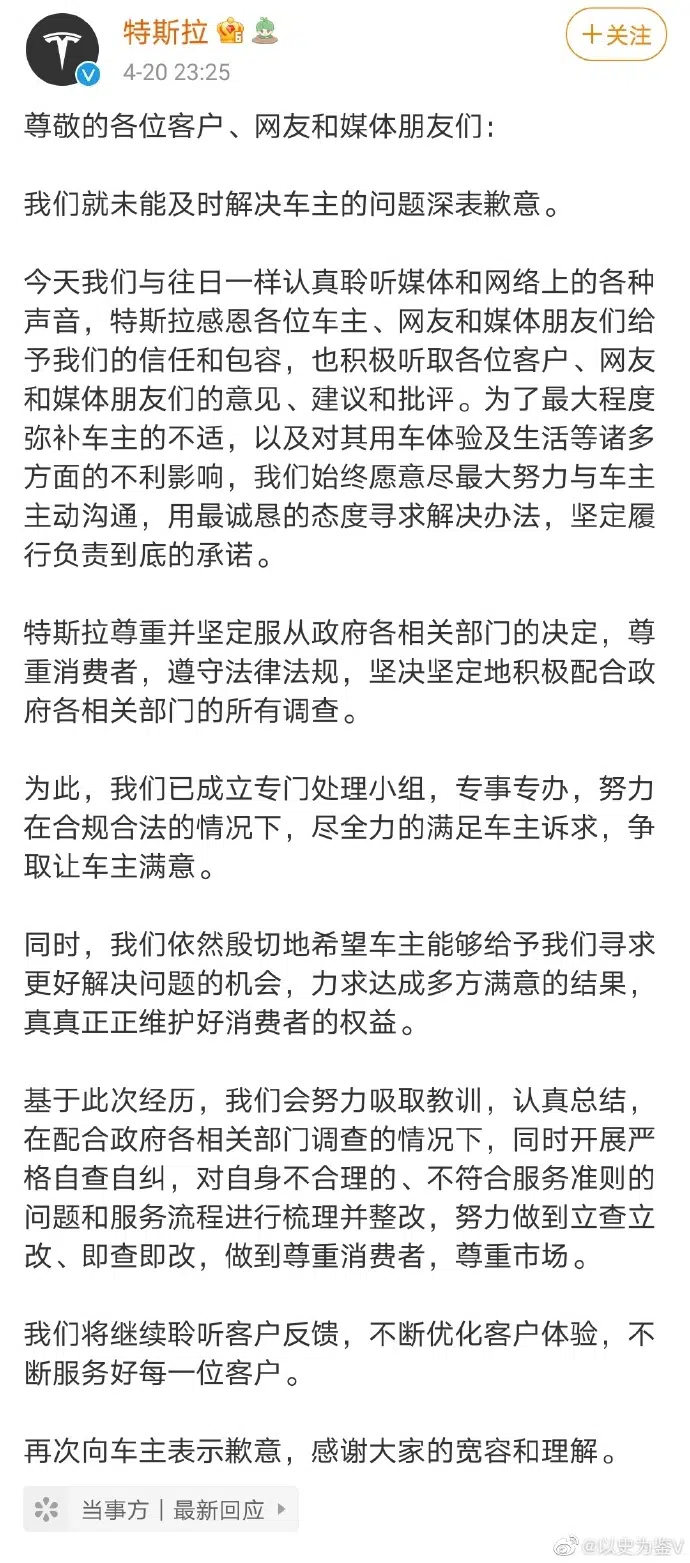 特斯拉
4-20 23:25
+关注
尊敬的各位客户、网友和媒体朋友们：
我们就未能及时解决车主的问题深表歉意。
今天我们与往日一样认真聆听媒体和网络上的各种
声音，特斯拉感恩各位车主、网友和媒体朋友们给
予我们的信任和包容，也积极听取各位客户、网友
和媒体朋友们的意见、建议和批评。为了最大程度
弥补车主的不适，以及对其用车体验及生活等诸多
方面的不利影响，我们始终愿意尽最大努力与车主
主动沟通，用最诚恳的态度寻求解决办法，坚定履
行负责到底的承诺。
特斯拉尊重并坚定服从政府各相关部门的决定，尊
重消费者，遵守法律法规，坚决坚定地积极配合政
府各相关部门的所有调查。
为此，我们已成立专门处理小组，专事专办，努力
在合规合法的情况下，尽全力的满足车主诉求，争
取让车主满意。
同时，我们依然殷切地希望车主能够给予我们寻求
更好解决问题的机会，力求达成多方满意的结果，
真真正正维护好消费者的权益。
基于此次经历，我们会努力吸取教训，认真总结，
在配合政府各相关部门调查的情况下，同时开展严
格自查自纠，对自身不合理的、不符合服务准则的
问题和服务流程进行梳理并整改，努力做到立查立
改、即查即改，做到尊重消费者，尊重市场。
我们将继续聆听客户反馈，不断优化客户体验，不
断服务好每一位客户。
再次向车主表示歉意，感谢大家的宽容和理解。
当事方｜最新回应
@以史为鉴V